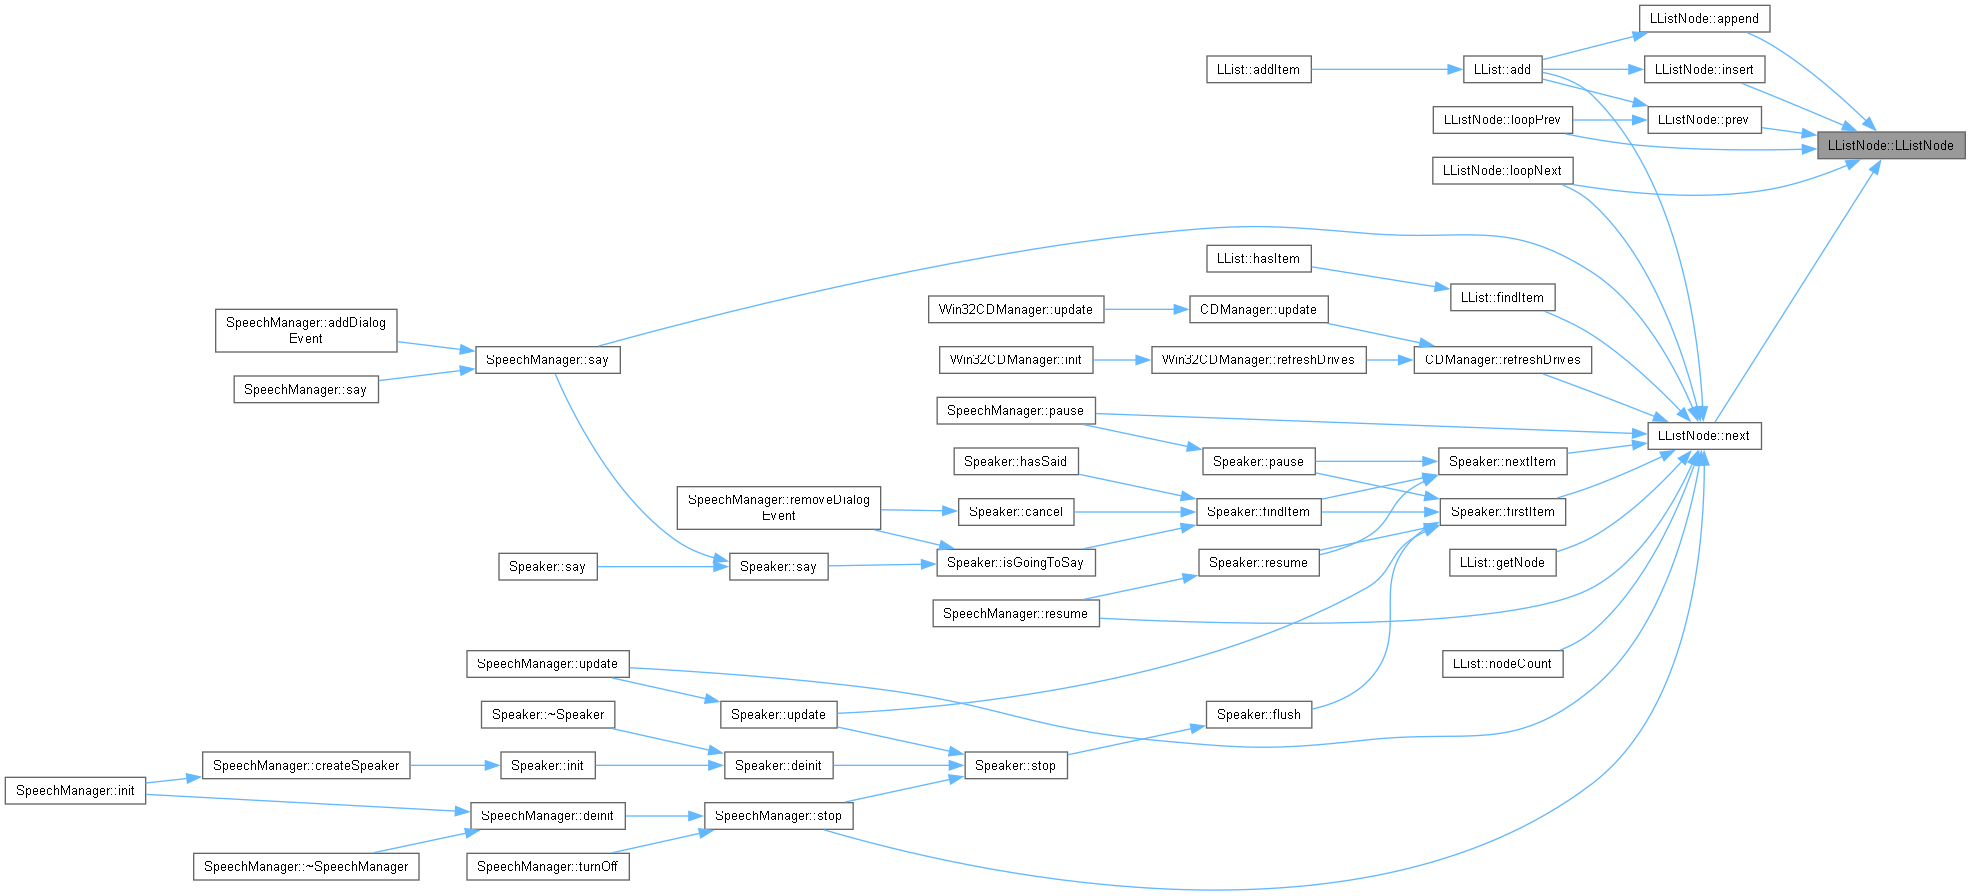 LListNode::append
LList::addItem
LList::add
LListNode::insert
LListNode::loopPrev
LListNode::prev
LListNode::LListNode
LListNode::loopNext
LList::hasItem
LList::findItem
Win32CDManager::update
CDManager::update
SpeechManager::addDialog
Event
SpeechManager::say
Win32CDManager::init
Win32CDManager::refreshDrives
CDManager::refreshDrives
SpeechManager::say
SpeechManager::pause
LListNode::next
Speaker::hasSaid
Speaker::pause
Speaker::nextItem
SpeechManager::removeDialog
Event
Speaker::cancel
Speaker::findItem
Speaker::firstItem
Speaker::say
Speaker::say
Speaker::isGoingToSay
Speaker::resume
LList::getNode
SpeechManager::resume
SpeechManager::update
LList::nodeCount
Speaker::~Speaker
Speaker::update
Speaker::flush
SpeechManager::createSpeaker
Speaker::init
Speaker::deinit
Speaker::stop
SpeechManager::init
SpeechManager::deinit
SpeechManager::stop
SpeechManager::~SpeechManager
SpeechManager::turnOff